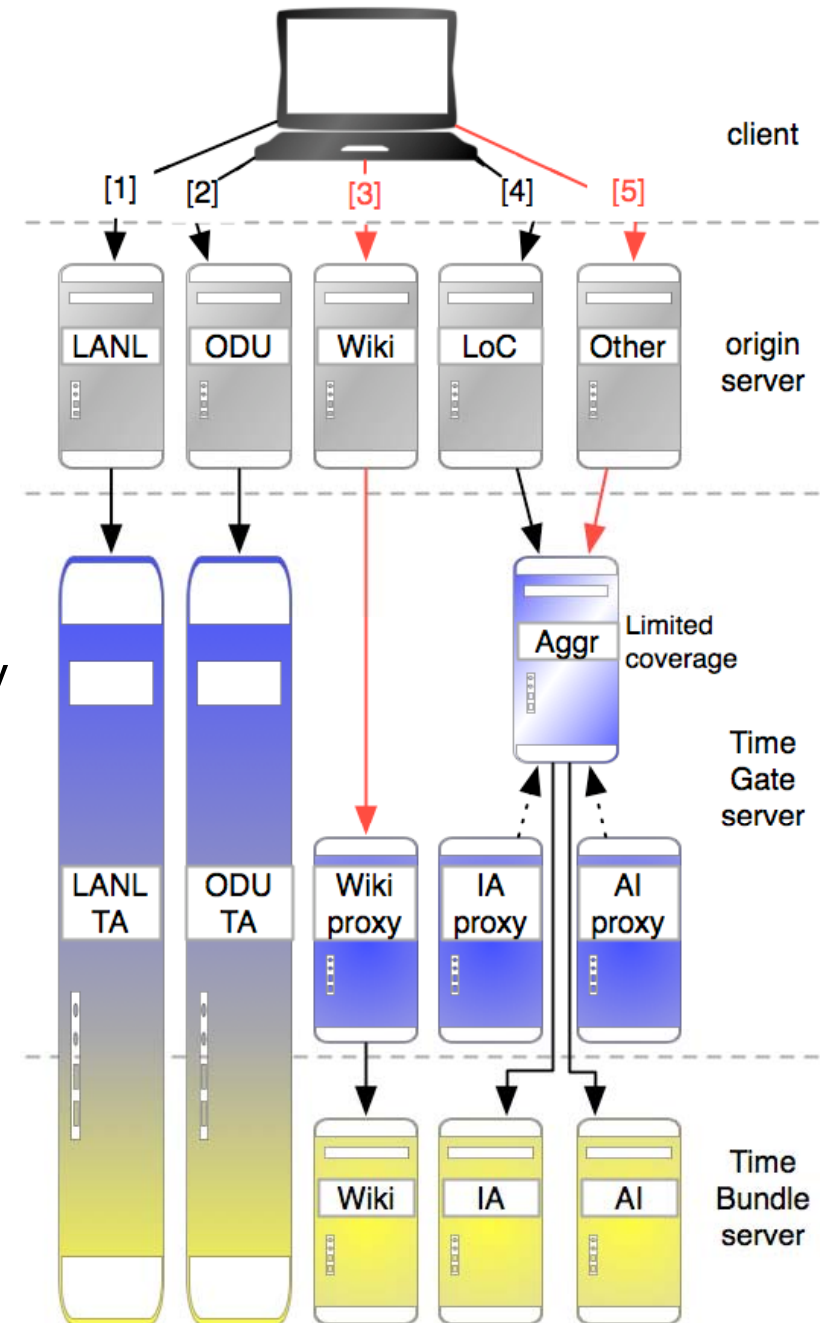 client
[1]
[2]
[3]
[4]
[5]
LANL
ODU
Wiki
LoC
Other
origin
server
Aggr
Limited
coverage
y
Time
Gate
server
LANL
TA
ODU
TA
Wiki
proxy
IA
proxy
AI
proxy
Wiki
IA
AI
Time
Bundle
server